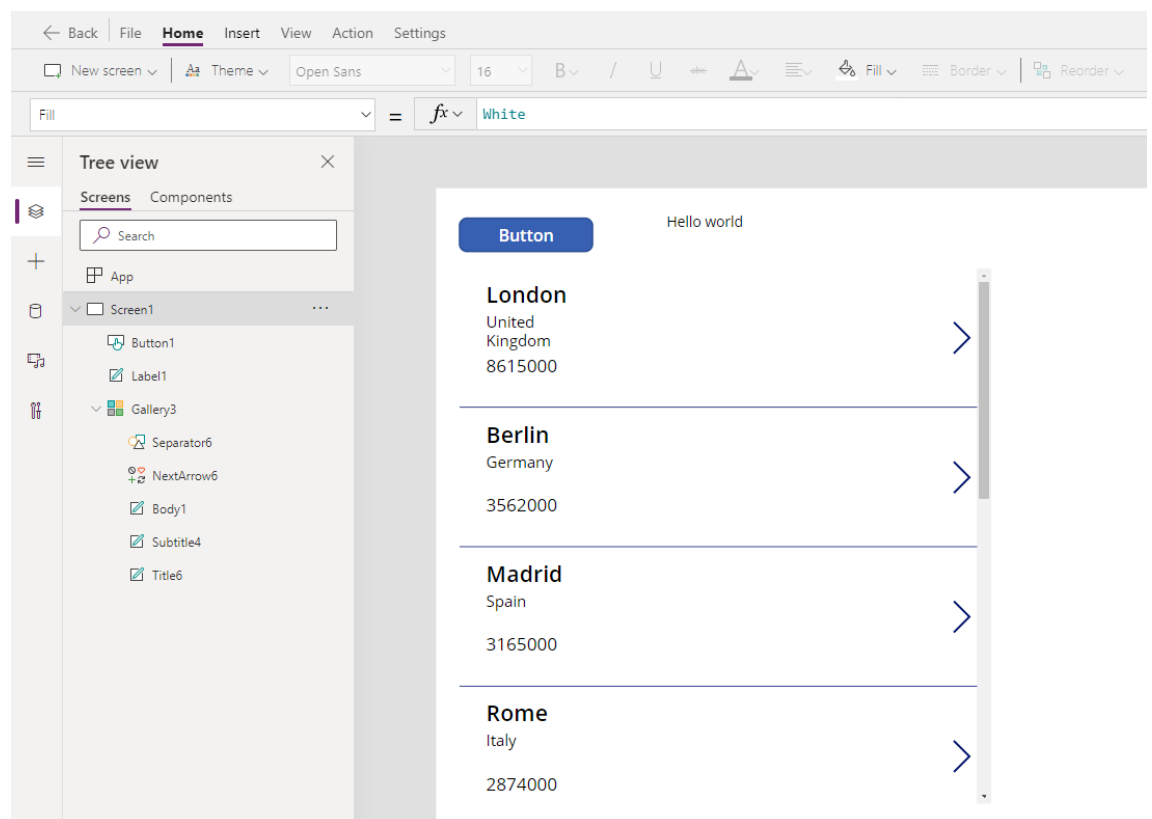 Back File Home Insert View Action Settings
New screen Theme Open Sans 16 B / U abc A Fill Border Reorder
Fill = fx White
Tree view
Screens Components
Search
App
Screen1 ...
Button1
Label1
Gallery3
Separator6
NextArrow6
Body1
Subtitle4
Title6
Button Hello world
London
United
Kingdom
8615000
Berlin
Germany
3562000
Madrid
Spain
3165000
Rome
Italy
2874000